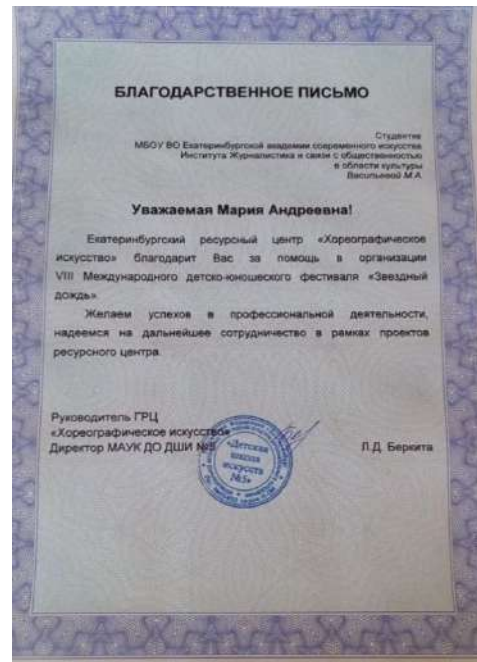 БЛАГОДАРСТВЕННОЕ ПИСЬМО
Студентке
МБОУ ВО Екатеринбургской академии современного искусства
Института Журналистика и связи с общественностью
в области культуры
Васильевой М.А.
Уважаемая Мария Андреевна!
Екатеринбургский ресурсный центр «Хореографическое
искусство» благодарит Вас за помощь в организации
VIII Международного детско-юношеского фестиваля «Звездный
дождь».
Желаем успехов в профессиональной деятельности,
надеемся на дальнейшее сотрудничество в рамках проектов
ресурсного центра.
Руководитель ГРЦ
«Хореографическое искусство»
Директор МАУК ДО ДШИ №5
Л.Д. Беркита
«Детская
школа
искусств
№5»